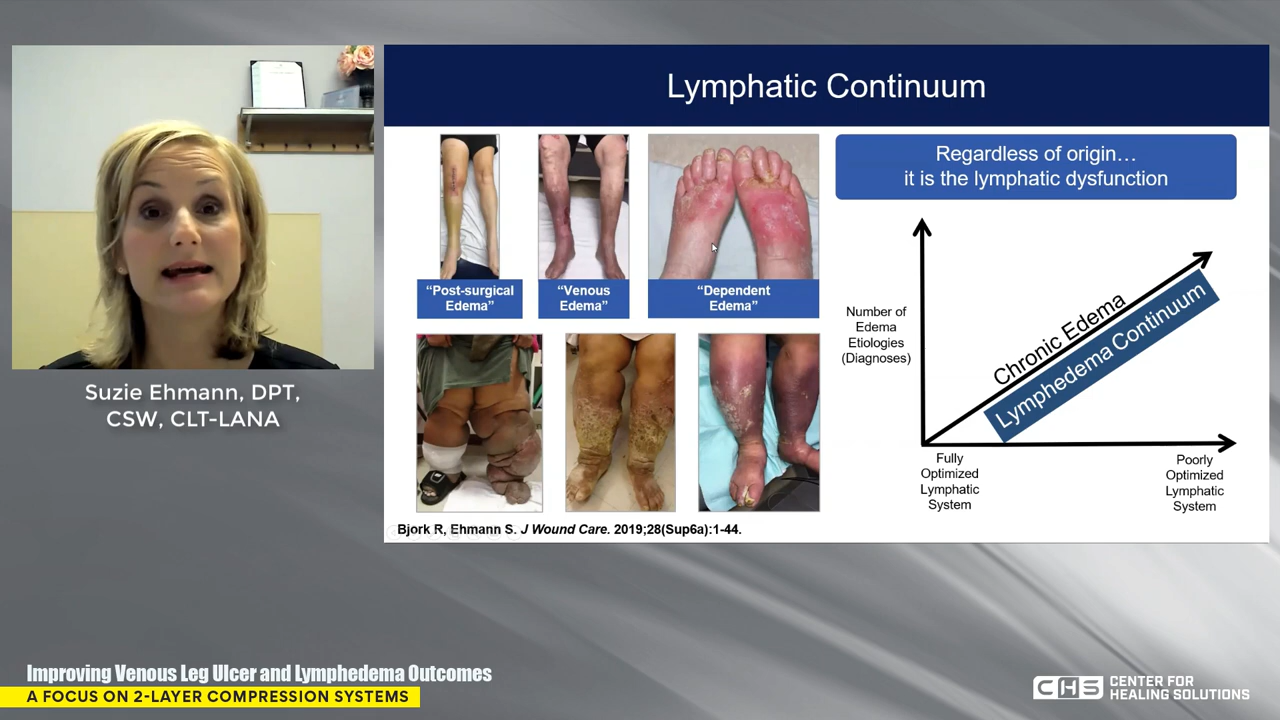 Lymphatic Continuum
"Post-surgical
Edema"
"Venous
Edema"
"Dependent
Edema"
Regardless of origin…
it is the lymphatic dysfunction
Number of
Edema
Etiologies
(Diagnoses)
Chronic Edema
Lymphedema Continuum
Fully
Optimized
Lymphatic
System
Poorly
Optimized
Lymphatic
System
Bjork R, Ehmann S. J Wound Care. 2019;28(Sup6a):1-44.
Suzie Ehmann, DPT,
CSW, CLT-LANA
Improving Venous Leg Ulcer and Lymphedema Outcomes
A FOCUS ON 2-LAYER COMPRESSION SYSTEMS
CHS
CENTER FOR
HEALING SOLUTIONS